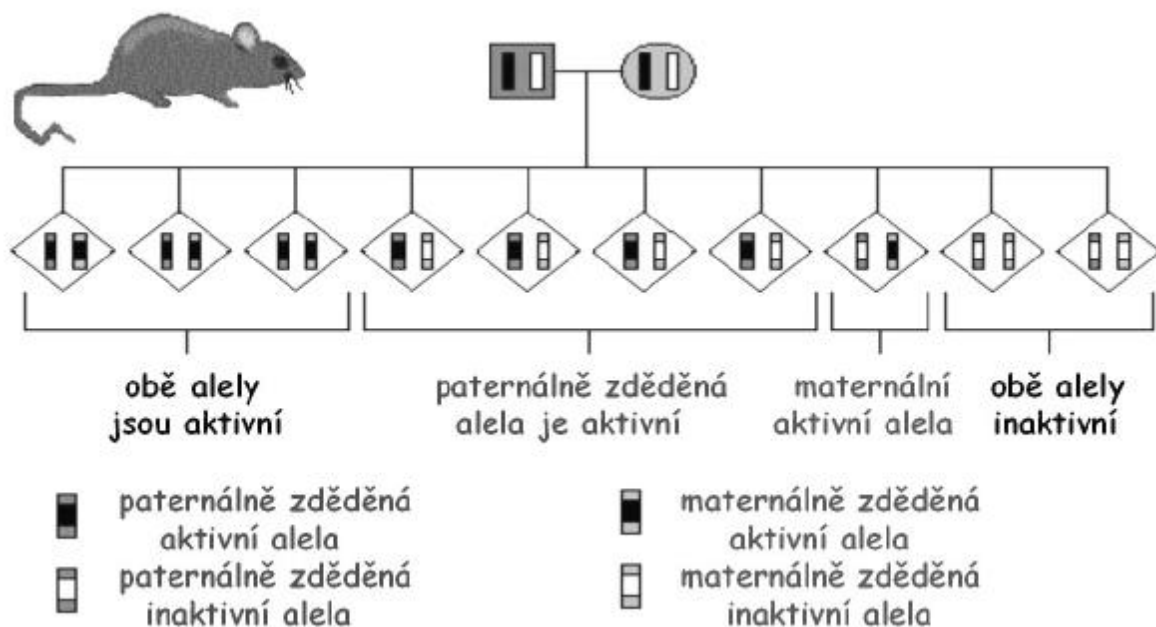 obě alely
jsou aktivní
paternálně zděděná
alela je aktivní
maternální
aktivní alela
obě alely
inaktivní
paternálně zděděná
aktivní alela
maternálně zděděná
aktivní alela
paternálně zděděná
inaktivní alela
maternálně zděděná
inaktivní alela